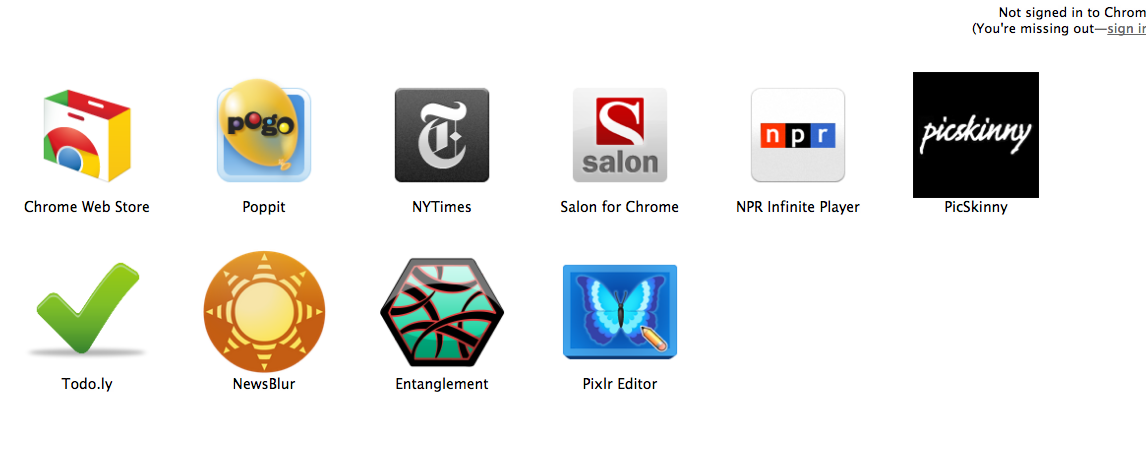 Not signed in to Chrom
(You're missing out—sign in
pogo
T
S
salon
npr
picskinny
Chrome Web Store
Poppit
NYTimes
Salon for Chrome
NPR Infinite Player
PicSkinny
Todo.ly
NewsBlur
Entanglement
Pixlr Editor